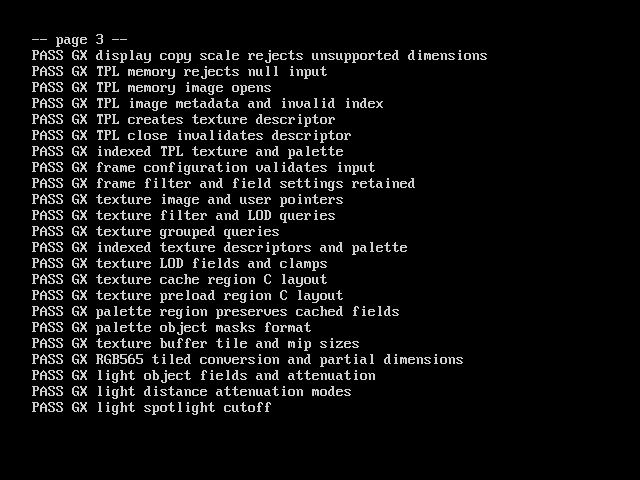 -- page 3 --
PASS GX display copy scale rejects unsupported dimensions
PASS GX TPL memory rejects null input
PASS GX TPL memory image opens
PASS GX TPL image metadata and invalid index
PASS GX TPL creates texture descriptor
PASS GX TPL close invalidates descriptor
PASS GX indexed TPL texture and palette
PASS GX frame configuration validates input
PASS GX frame filter and field settings retained
PASS GX texture image and user pointers
PASS GX texture filter and LOD queries
PASS GX texture grouped queries
PASS GX indexed texture descriptors and palette
PASS GX texture LOD fields and clamps
PASS GX texture cache region C layout
PASS GX texture preload region C layout
PASS GX palette region preserves cached fields
PASS GX palette object masks format
PASS GX texture buffer tile and mip sizes
PASS GX RGB565 tiled conversion and partial dimensions
PASS GX light object fields and attenuation
PASS GX light distance attenuation modes
PASS GX light spotlight cutoff